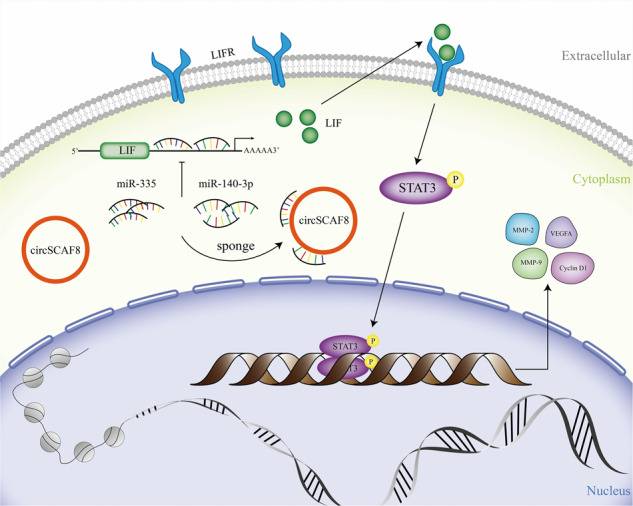 LIFR
Extracellular
LIF
5'
LIF
AAAAA3'
miR-335
miR-140-3p
STAT3
P
Cytoplasm
circSCAF8
circSCAF8
sponge
MMP-2
VEGFA
MMP-9
Cyclin D1
STAT3
P
T3
P
Nucleus